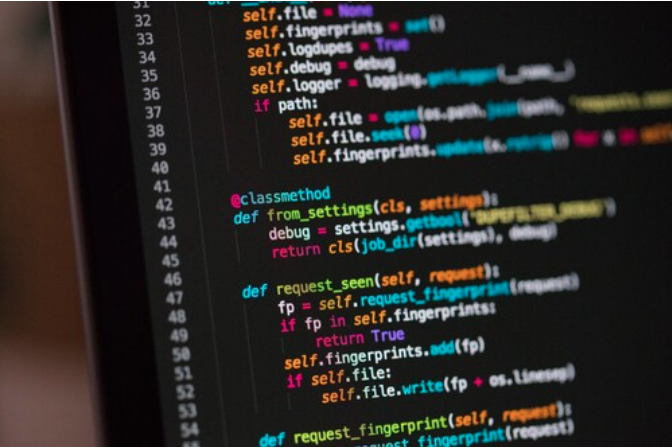 31 def
32 self.file = None
33 self.fingerprints = set()
34 self.logdupes = True
35 self.debug = debug
36 self.logger = logging.getLogger(__name__)
37 if path:
38 self.file = open(os.path.join(path, 
39 self.file.seek(0)
40 self.fingerprints.update(x.rstrip() for x in
41
42 @classmethod
43 def from_settings(cls, settings):
44 debug = settings.getbool('DUPEFILTER_DEBUG')
45 return cls(job_dir(settings), debug)
46
47 def request_seen(self, request):
48 fp = self.request_fingerprint(request)
49 if fp in self.fingerprints:
50 return True
51 self.fingerprints.add(fp)
52 if self.file:
53 self.file.write(fp + os.linesep)
54
def request_fingerprint(self, request):
request_fingerprint(request)